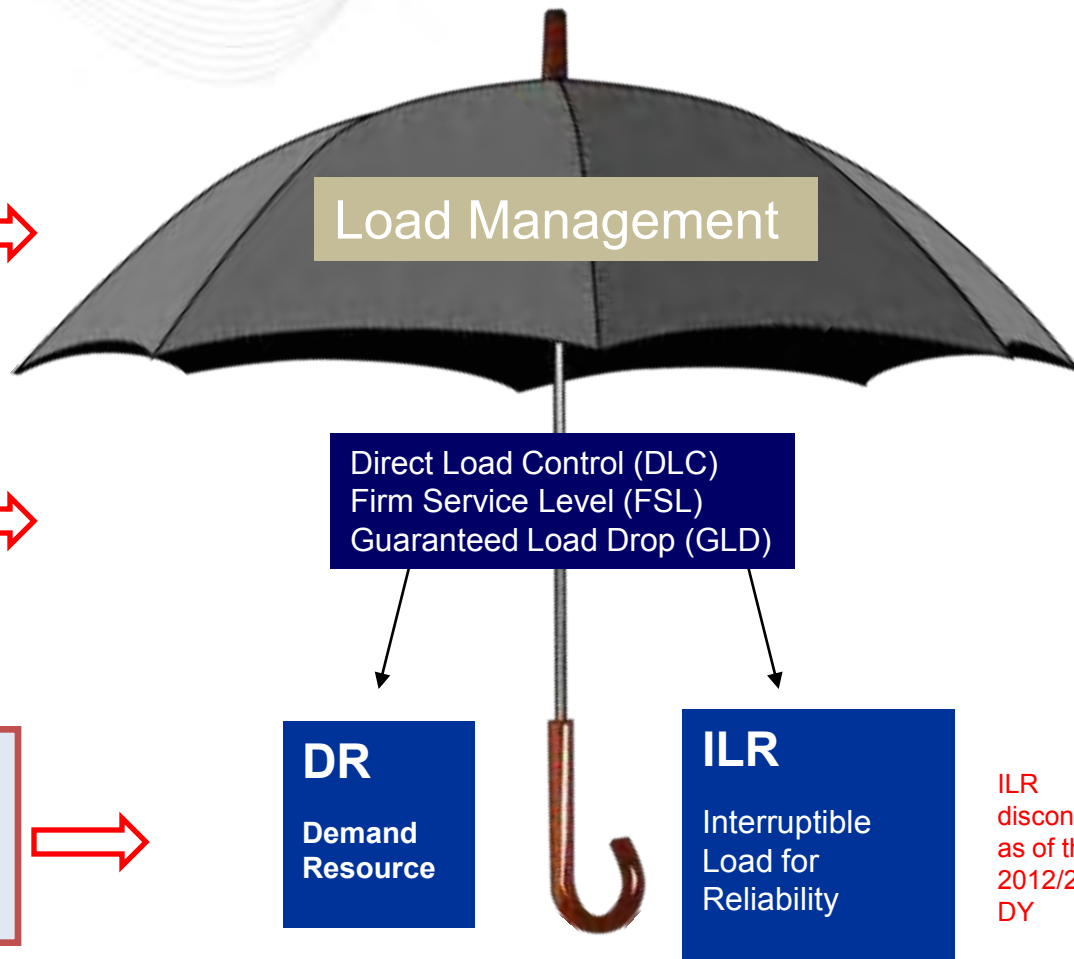 Load Management
Direct Load Control (DLC)
Firm Service Level (FSL)
Guaranteed Load Drop (GLD)
DR
Demand
Resource
ILR
Interruptible
Load for
Reliability
ILR
as of
DY